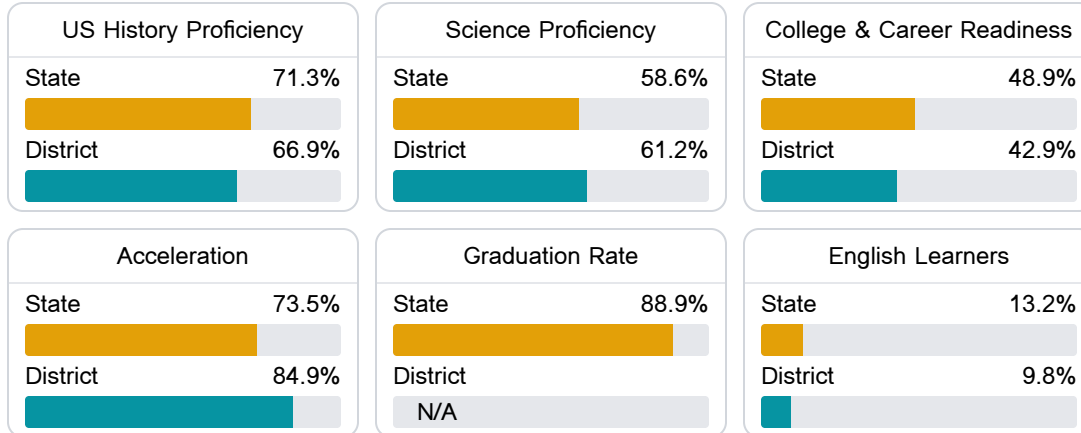 US History Proficiency
State 71.3%
District 66.9%
Science Proficiency
State 58.6%
District 61.2%
College & Career Readiness
State 48.9%
District 42.9%
Acceleration
State 73.5%
District 84.9%
Graduation Rate
State 88.9%
District
N/A
English Learners
State 13.2%
District 9.8%